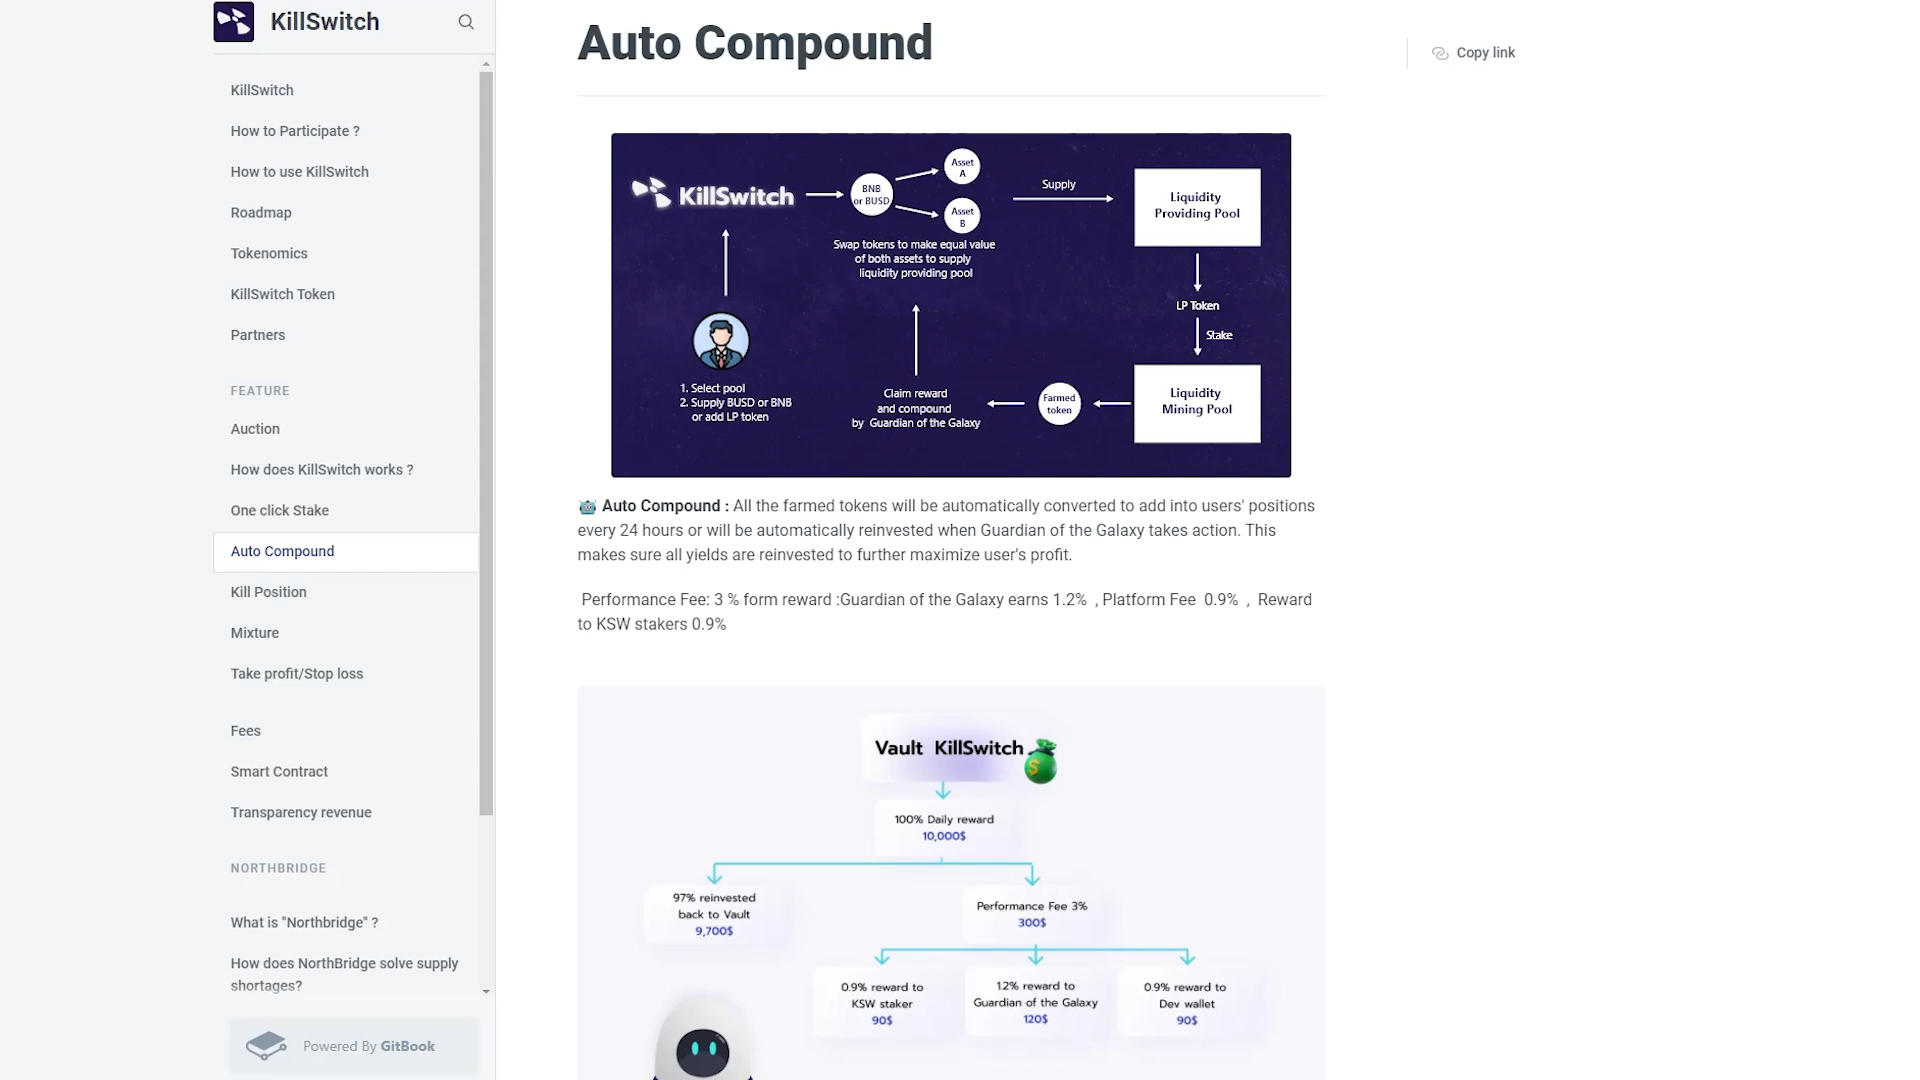 KillSwitch
KillSwitch
How to Participate ?
How to use KillSwitch
Roadmap
Tokenomics
KillSwitch Token
Partners
FEATURE
Auction
How does KillSwitch works ?
One click Stake
Auto Compound
Kill Position
Mixture
Take profit/Stop loss
Fees
Smart Contract
Transparency revenue
NORTHBRIDGE
What is "Northbridge" ?
How does NorthBridge solve supply
shortages?
Powered By GitBook
Auto Compound
Copy link
KillSwitch
BNB
or BUSD
Asset
A
Asset
B
Supply
Liquidity
Providing Pool
Swap tokens to make equal value
of both assets to supply
liquidity providing pool
LP Token
Stake
1. Select pool
2. Supply BUSD or BNB
or add LP token
Claim reward
and compound
by Guardian of the Galaxy
Farmed
token
Liquidity
Mining Pool
Auto Compound : All the farmed tokens will be automatically converted to add into users' positions
every 24 hours or will be automatically reinvested when Guardian of the Galaxy takes action. This
makes sure all yields are reinvested to further maximize user's profit.
Performance Fee: 3 % form reward :Guardian of the Galaxy earns 1.2% , Platform Fee 0.9% , Reward
to KSW stakers 0.9%
Vault KillSwitch
100% Daily reward
10,000$
97% reinvested
back to Vault
9,700$
Performance Fee 3%
300$
0.9% reward to
KSW staker
90$
1.2% reward to
Guardian of the Galaxy
120$
0.9% reward to
Dev wallet
90$